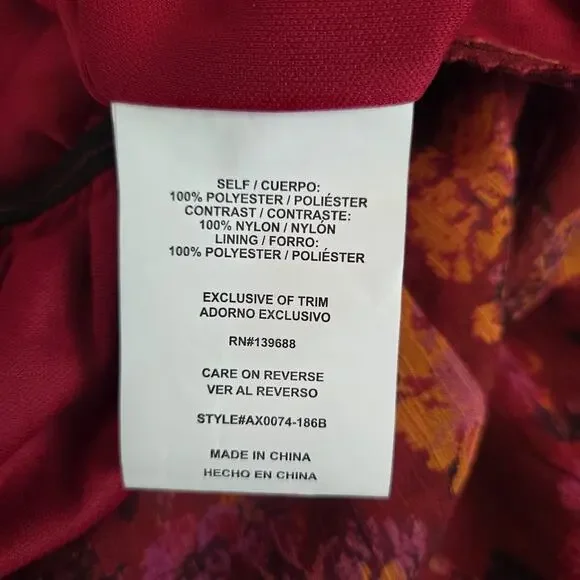 SELF / CUERPO:
100% POLYESTER / POLIÉSTER
CONTRAST / CONTRASTE:
100% NYLON / NYLÓN
LINING / FORRO:
100% POLYESTER / POLIÉSTER
EXCLUSIVE OF TRIM
ADORNO EXCLUSIVO
RN#139688
CARE ON REVERSE
VER AL REVERSO
STYLE#AX0074-186B
MADE IN CHINA
HECHO EN CHINA